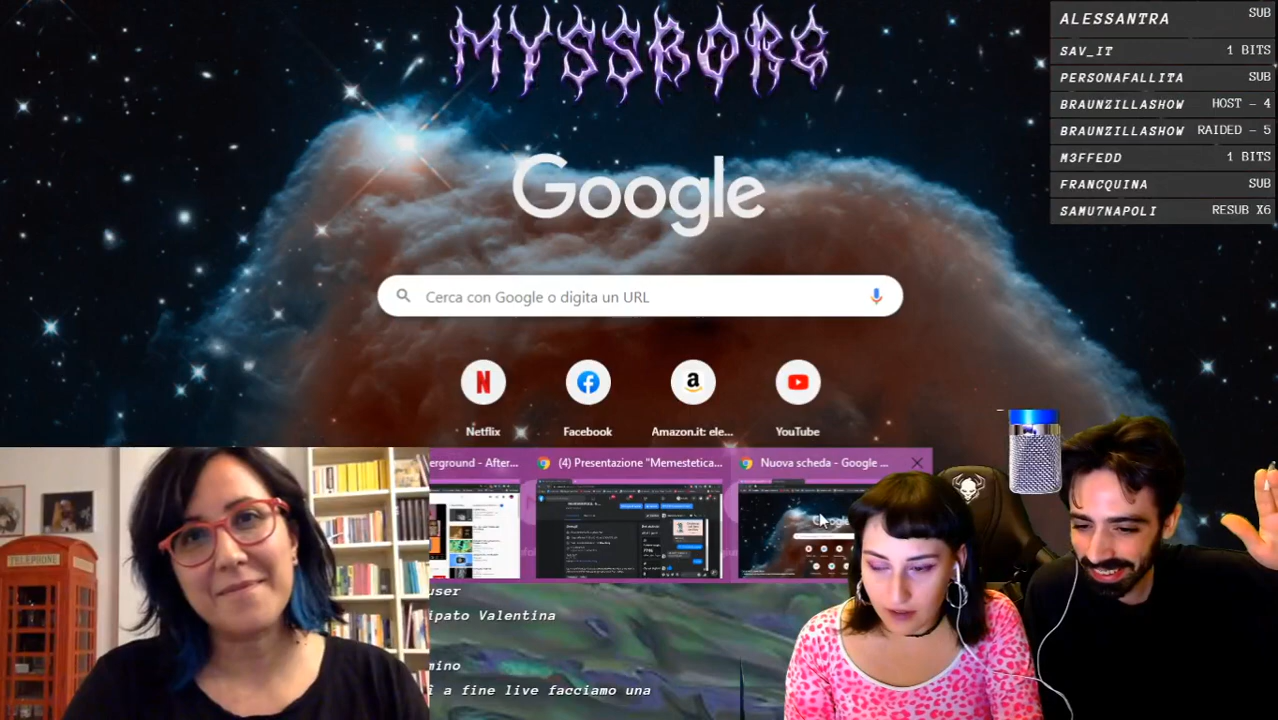 MYSSBORG
ALESSANTRA SUB
SAV_IT 1 BITS
PERSONAFALLITA SUB
BRAUNZILLASHOW HOST – 4
BRAUNZILLASHOW RAIDED – 5
M3FFEDD 1 BITS
FRANCQUINA SUB
SAMU7NAPOLI RESUB X6
Google
Cerca con Google o digita un URL
Netflix
Facebook
Amazon.it: ele...
YouTube
erground - After...
(4) Presentazione "Memestetica...
Nuova scheda - Google ...
TELEPHONE
user
ipato Valentina
mino
a fine live facciamo una